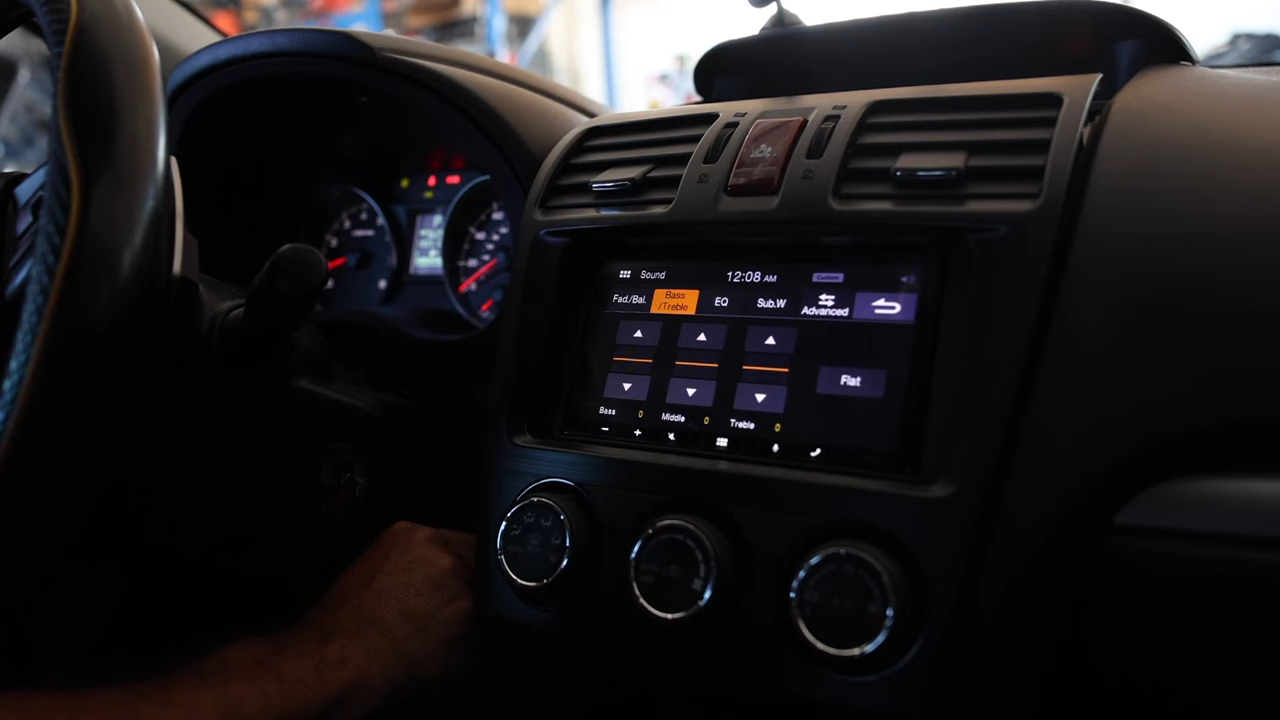 Sound 12:08 AM Custom
Fad./Bal. Bass EQ Sub.W Advanced
/Treble
Flat
Bass 0 Middle 0 Treble 0